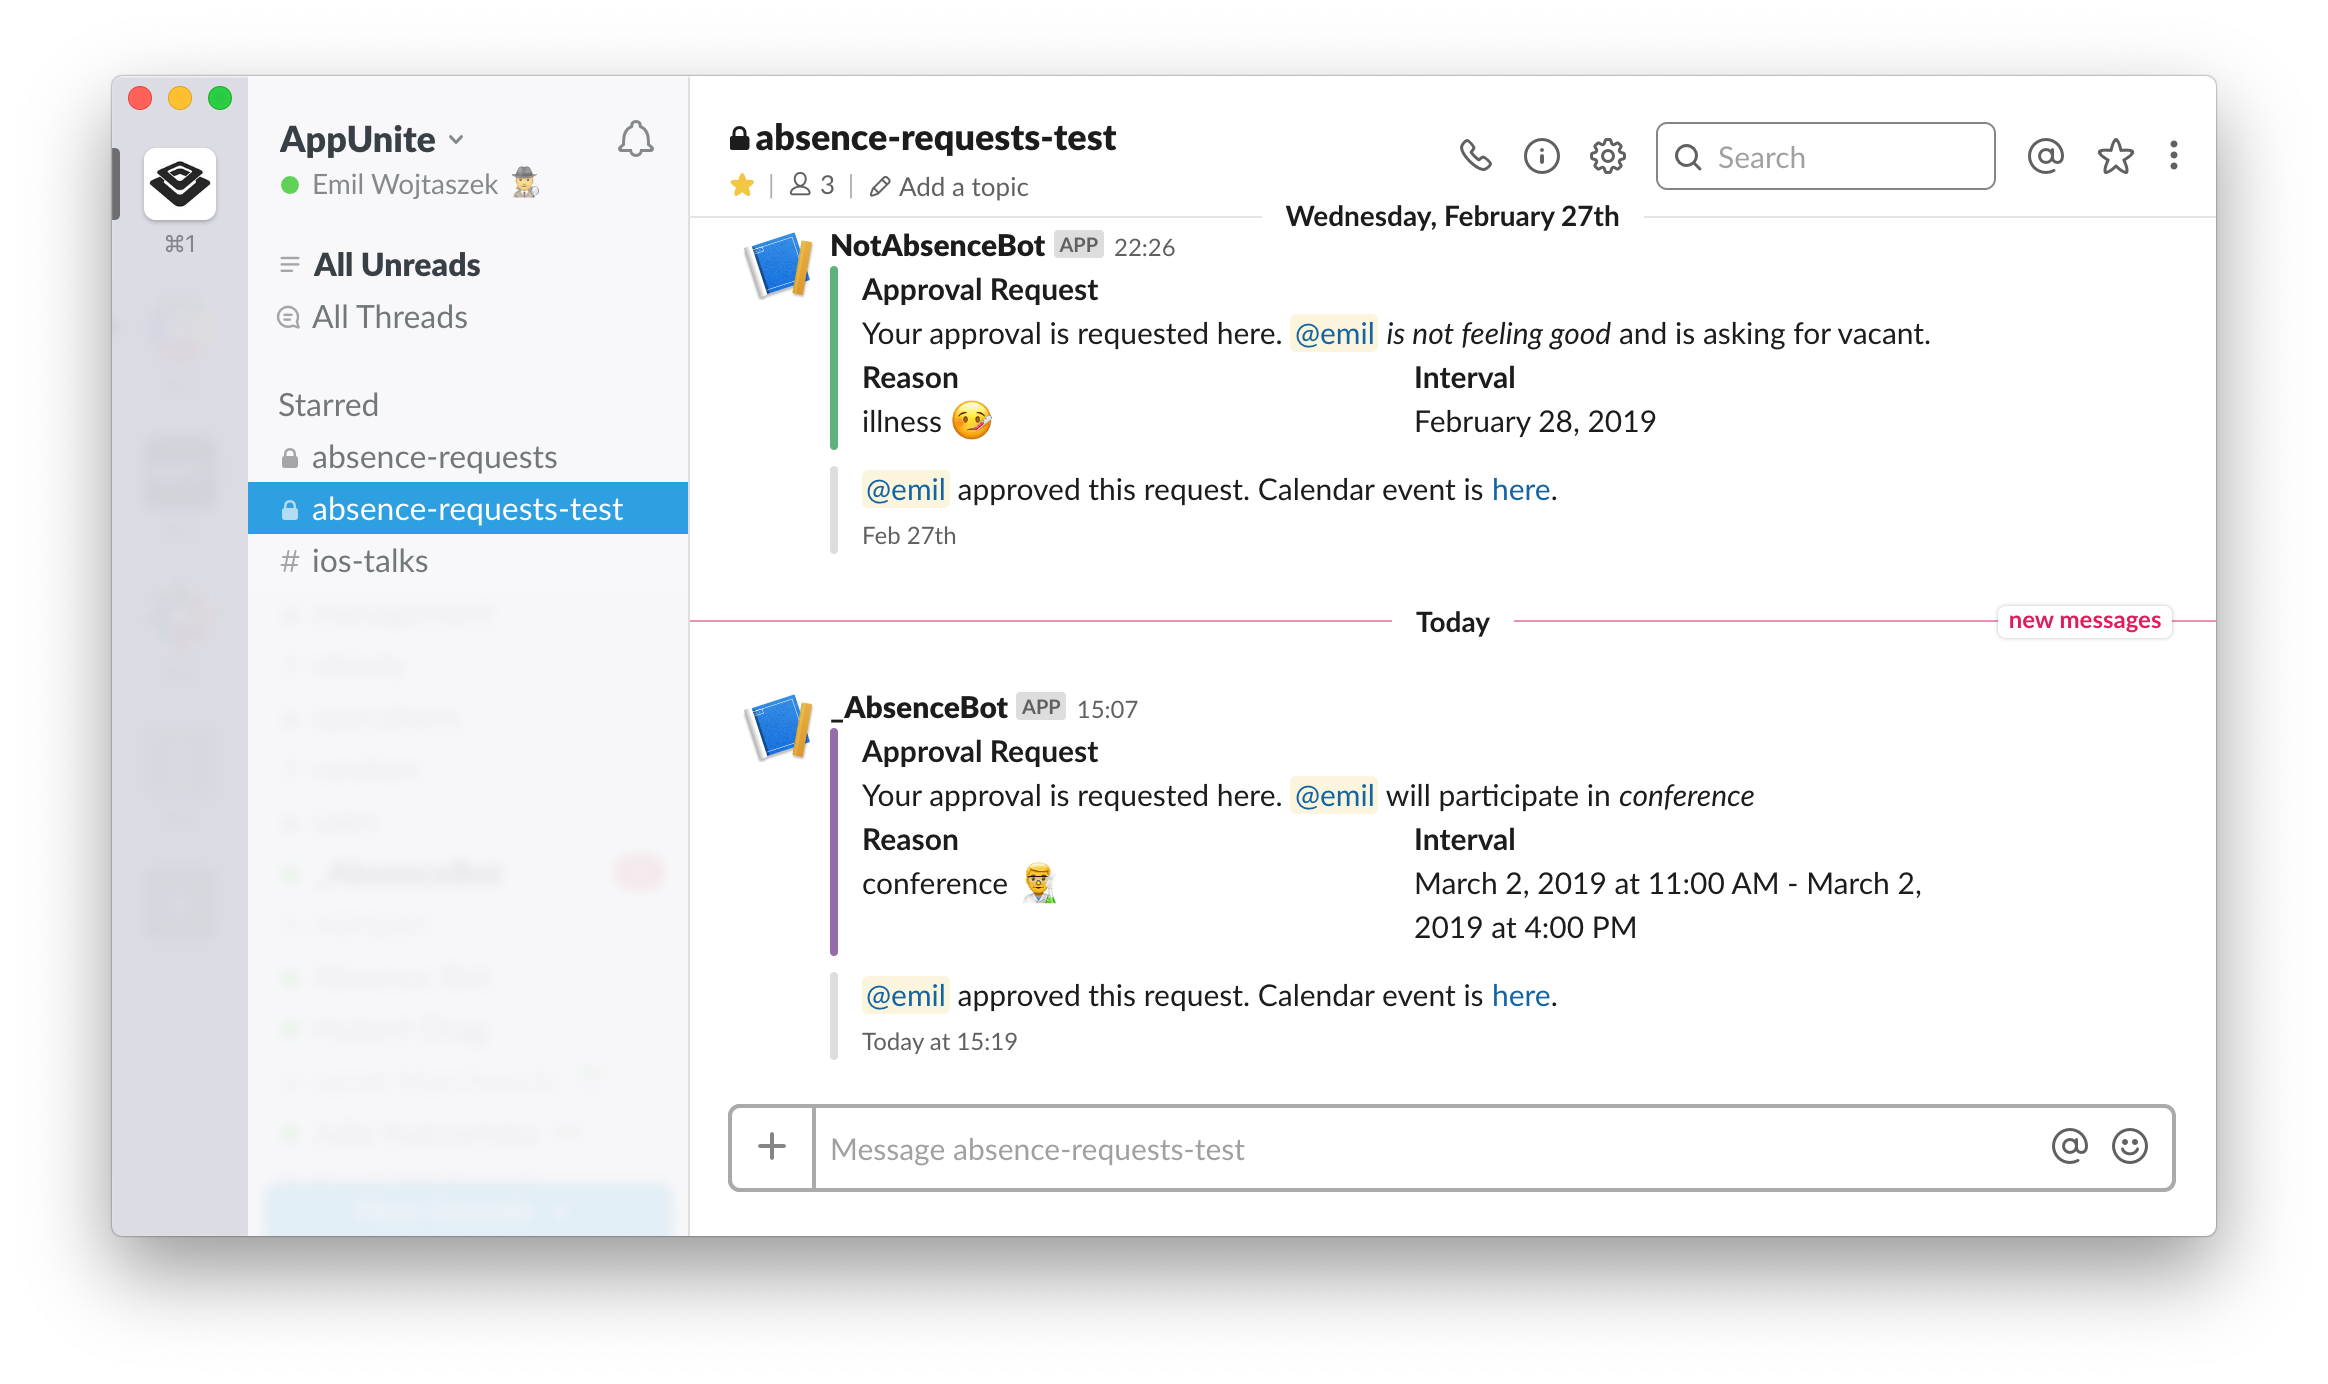 AppUnite
Emil Wojtaszek
⌘1
All Unreads
All Threads
Starred
absence-requests
absence-requests-test
# ios-talks
absence-requests-test
3
Add a topic
Search
Wednesday, February 27th
NotAbsenceBot APP 22:26
Approval Request
Your approval is requested here. @emil is not feeling good and is asking for vacant.
Reason
Interval
illness 🤒
February 28, 2019
@emil approved this request. Calendar event is here.
Feb 27th
Today
new messages
_AbsenceBot APP 15:07
Approval Request
Your approval is requested here. @emil will participate in conference
Reason
Interval
conference 👨‍🔬
March 2, 2019 at 11:00 AM - March 2,
2019 at 4:00 PM
@emil approved this request. Calendar event is here.
Today at 15:19
Message absence-requests-test